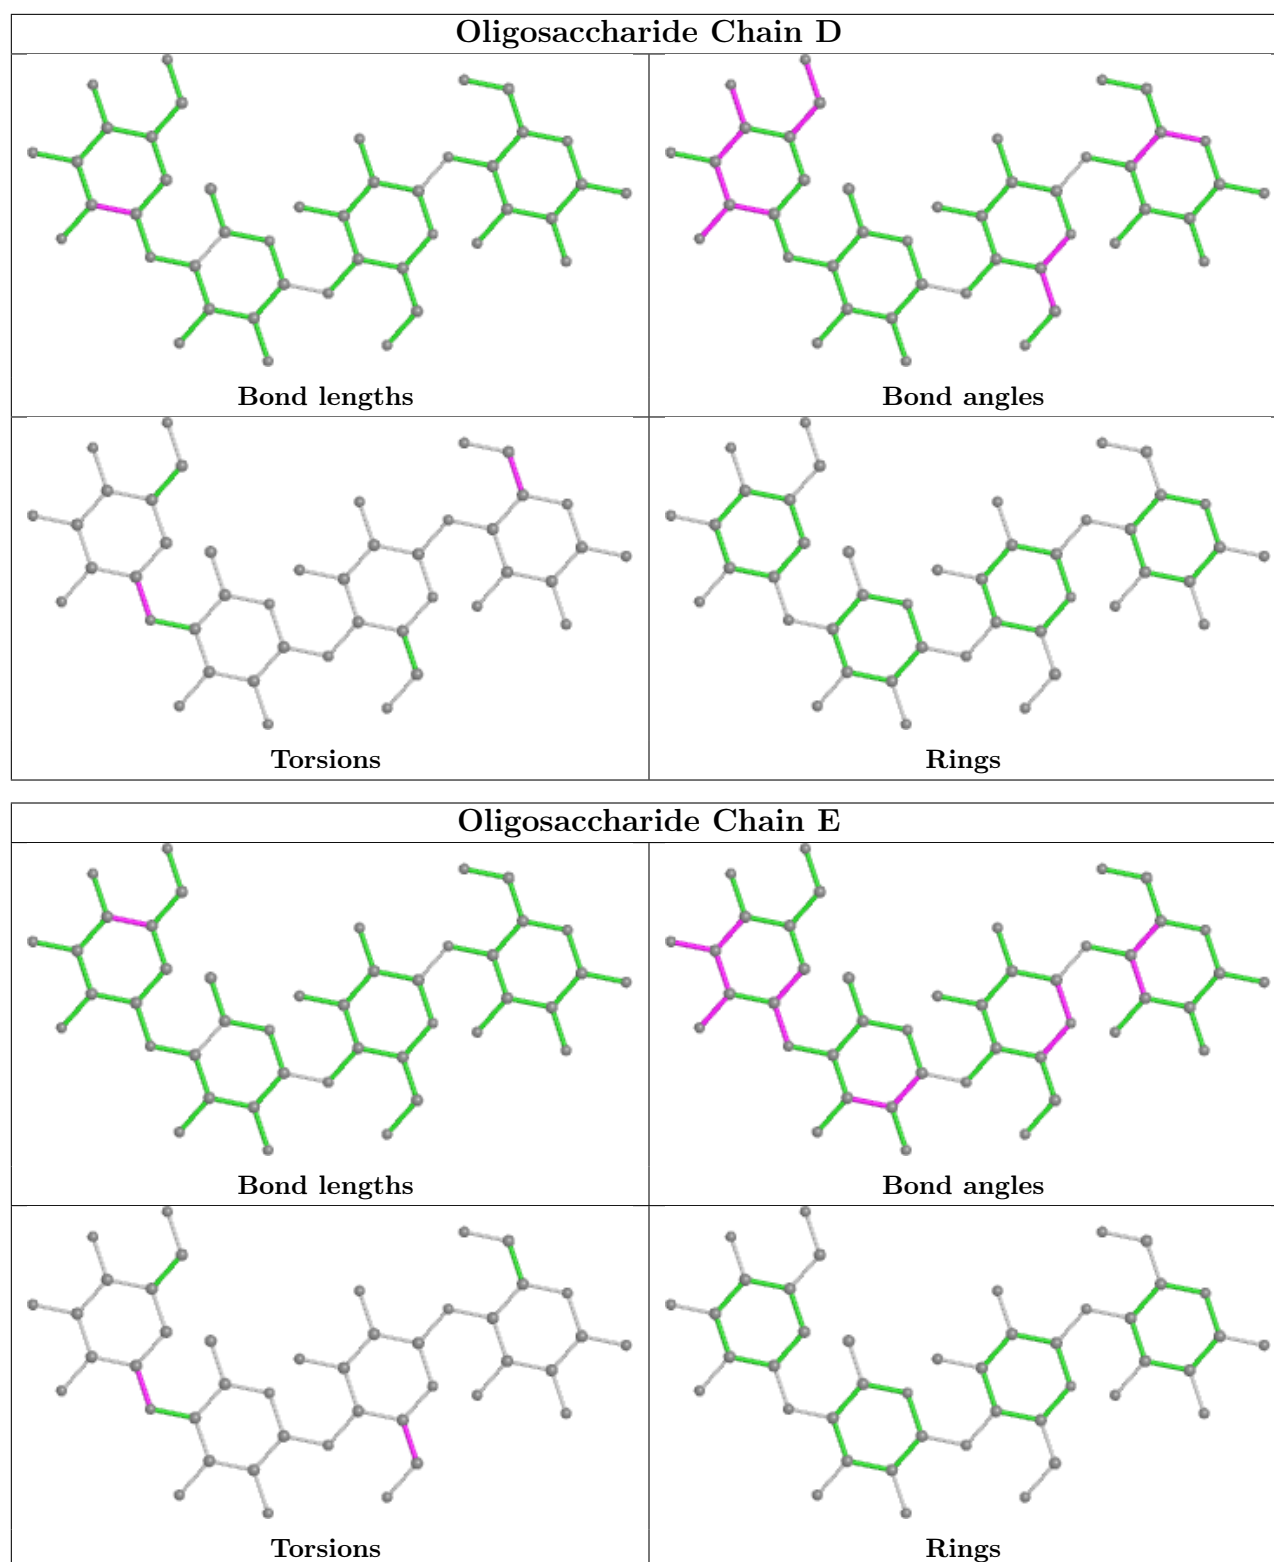 Oligosaccharide Chain D
Bond lengths
Bond angles
Torsions
Rings
Oligosaccharide Chain E
Bond lengths
Bond angles
Torsions
Rings